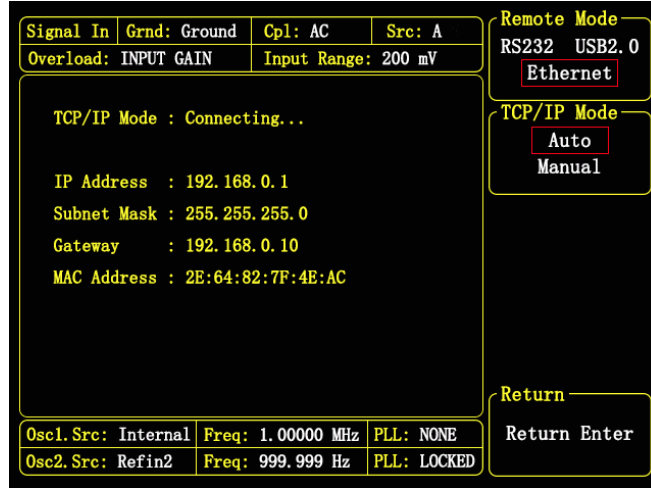 Signal In Grnd: Ground Cpl: AC Src: A
Overload: INPUT GAIN Input Range: 200 mV
TCP/IP Mode : Connecting...
IP Address : 192.168.0.1
Subnet Mask : 255.255.255.0
Gateway : 192.168.0.10
MAC Address : 2E:64:82:7F:4E:AC
Osc1.Src: Internal Freq: 1.00000 MHz PLL: NONE
Osc2.Src: Refin2 Freq: 999.999 Hz PLL: LOCKED
Remote Mode
RS232 USB2.0
Ethernet
TCP/IP Mode
Auto
Manual
Return
Return Enter